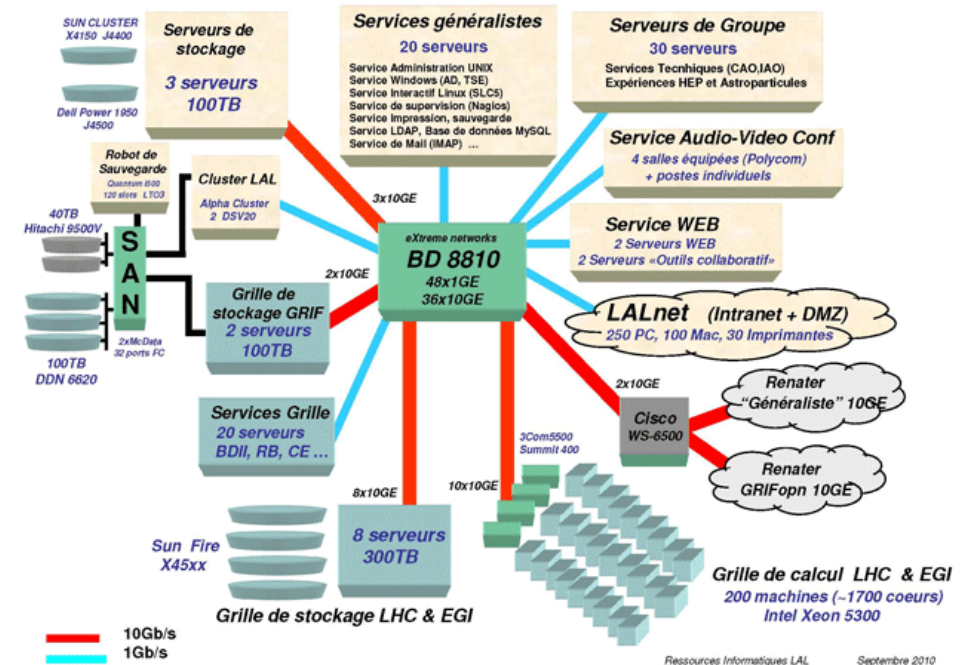 SUN CLUSTER
X4150 J4400
Dell Power 1950
J4500
Serveurs de
stockage
3 serveurs
100TB
Services généralistes
20 serveurs
Service Administration UNIX
Service Windows (AD, TSE)
Service Interactif Linux (SLC5)
Service de supervision (Nagios)
Service Impression, sauvegarde
Service LDAP, Base de données MySQL
Service de Mail (IMAP) ...
Serveurs de Groupe
30 serveurs
Services Tecnhiques (CAO,IAO)
Expériences HEP et Astroparticules
Service Audio-Video Conf
4 salles équipées (Polycom)
+ postes individuels
Robot de
Sauvegarde
Quantum i500
120 slots LTO3
Cluster LAL
Alpha Cluster
2 DSV20
3x10GE
40TB
Hitachi 9500V
S
A
N
2xMcData
32 ports FC
100TB
DDN 6620
eXtreme networks
BD 8810
48x1GE
36x10GE
Service WEB
2 Serveurs WEB
2 Serveurs «Outils collaboratif»
2x10GE
Grille de
stockage GRIF
2 serveurs
100TB
LALnet (Intranet + DMZ)
250 PC, 100 Mac, 30 Imprimantes
2x10GE
Renater
“Généraliste” 10GE
Cisco
WS-6500
Services Grille
20 serveurs
BDII, RB, CE ...
3Com5500
Summit 400
Renater
GRIFopn 10GE
8x10GE
10x10GE
Sun Fire
X45xx
8 serveurs
300TB
Grille de stockage LHC & EGI
Grille de calcul LHC & EGI
200 machines (~1700 coeurs)
Intel Xeon 5300
10Gb/s
1Gb/s
Ressources Informatiques LAL Septembre 2010